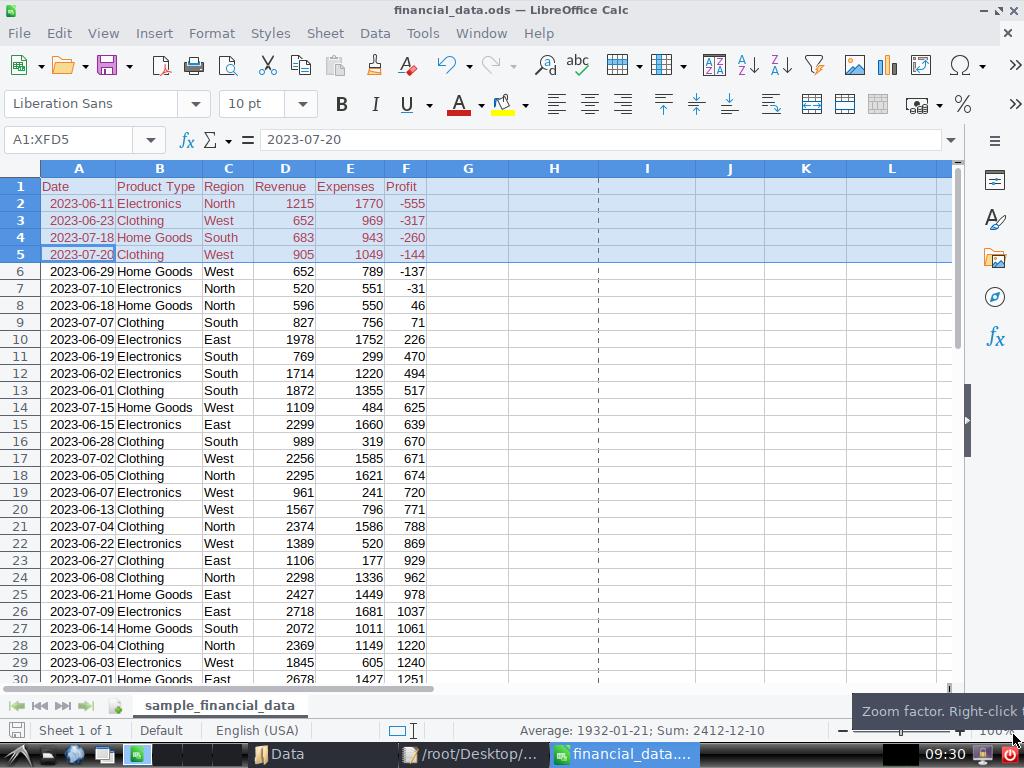 financial_data.ods — LibreOffice Calc
File Edit View Insert Format Styles Sheet Data Tools Window Help
Liberation Sans 10 pt B I U A %
A1:XFD5 fx Σ = 2023-07-20
A B C D E F G H I J K L
1 Date Product Type Region Revenue Expenses Profit
2 2023-06-11 Electronics North 1215 1770 -555
3 2023-06-23 Clothing West 652 969 -317
4 2023-07-18 Home Goods South 683 943 -260
5 2023-07-20 Clothing West 905 1049 -144
6 2023-06-29 Home Goods West 652 789 -137
7 2023-07-10 Electronics North 520 551 -31
8 2023-06-18 Home Goods North 596 550 46
9 2023-07-07 Clothing South 827 756 71
10 2023-06-09 Electronics East 1978 1752 226
11 2023-06-19 Electronics South 769 299 470
12 2023-06-02 Electronics South 1714 1220 494
13 2023-06-01 Clothing South 1872 1355 517
14 2023-07-15 Home Goods West 1109 484 625
15 2023-06-15 Electronics East 2299 1660 639
16 2023-06-28 Clothing South 989 319 670
17 2023-07-02 Clothing West 2256 1585 671
18 2023-06-05 Clothing North 2295 1621 674
19 2023-06-07 Electronics West 961 241 720
20 2023-06-13 Clothing West 1567 796 771
21 2023-07-04 Clothing North 2374 1586 788
22 2023-06-22 Electronics West 1389 520 869
23 2023-06-27 Clothing East 1106 177 929
24 2023-06-08 Clothing North 2298 1336 962
25 2023-06-21 Home Goods East 2427 1449 978
26 2023-07-09 Electronics East 2718 1681 1037
27 2023-06-14 Home Goods South 2072 1011 1061
28 2023-06-04 Clothing North 2369 1149 1220
29 2023-06-03 Electronics West 1845 605 1240
30 2023-07-01 Home Goods East 2678 1427 1251
sample_financial_data
Zoom factor. Right-click
Sheet 1 of 1 Default English (USA) Average: 1932-01-21; Sum: 2412-12-10 100%
Data /root/Desktop/... financial_data.... 09:30